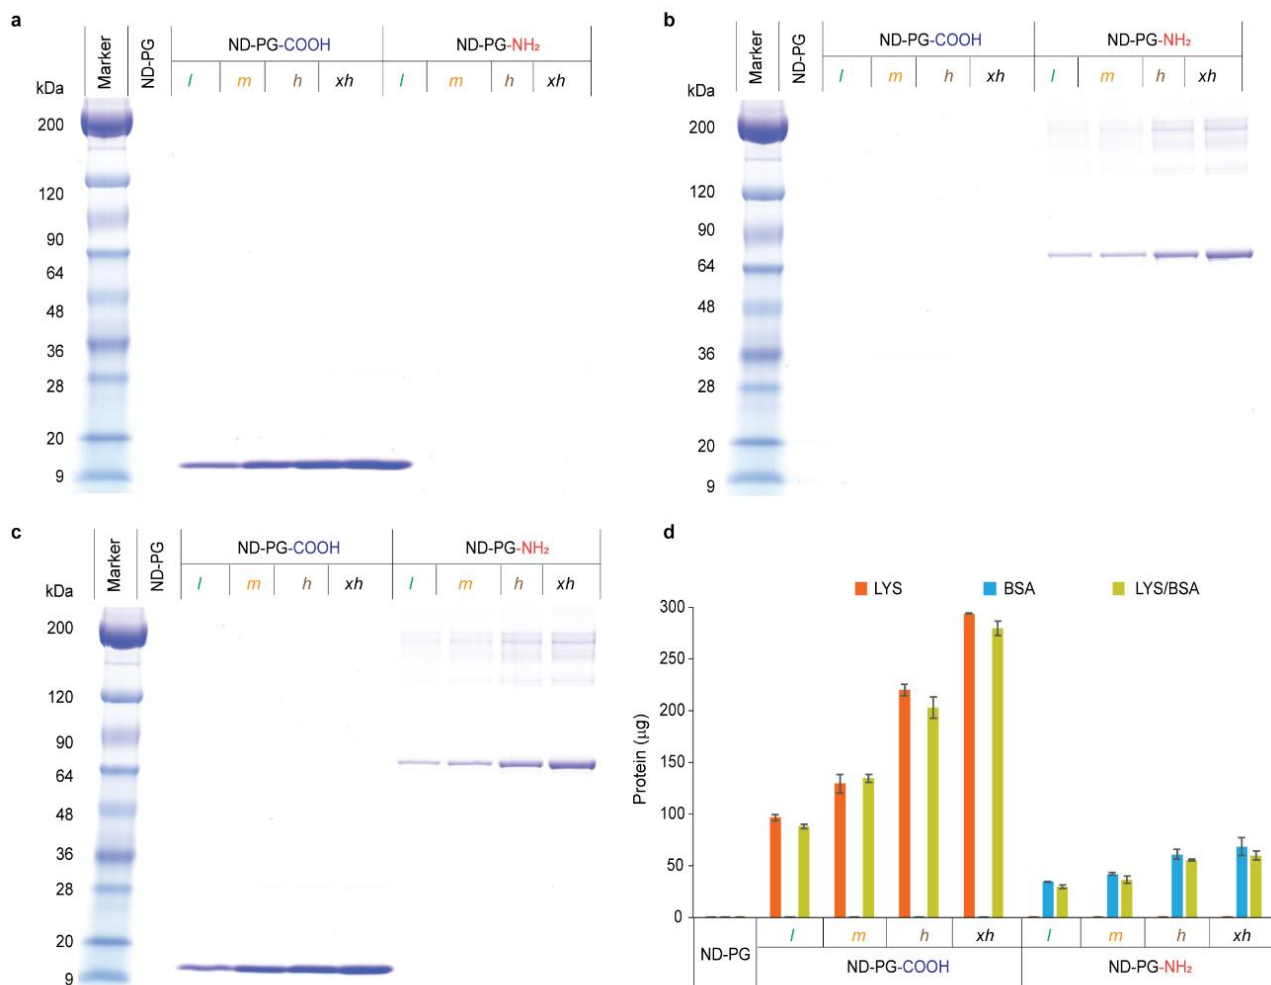 a
Marker
ND-PG
ND-PG-COOH
ND-PG-NH₂
l m h xh l m h xh
kDa
200
120
90
64
48
36
28
20
9
b
Marker
ND-PG
ND-PG-COOH
ND-PG-NH₂
l m h xh l m h xh
kDa
200
120
90
64
48
36
28
20
9
c
Marker
ND-PG
ND-PG-COOH
ND-PG-NH₂
l m h xh l m h xh
kDa
200
120
90
64
48
36
28
20
9
d
LYS BSA LYS/BSA
Protein (μg)
300
250
200
150
100
50
0
l m h xh l m h xh
ND-PG
ND-PG-COOH
ND-PG-NH₂